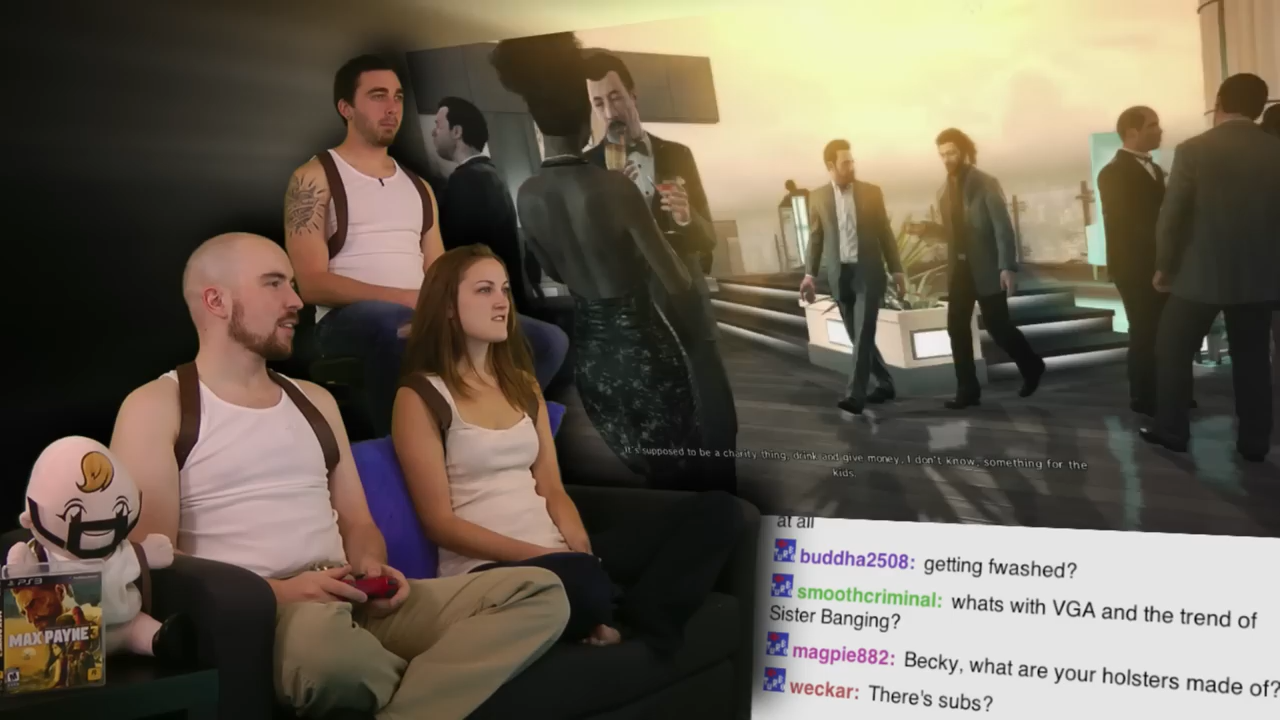 It's supposed to be a charity thing, drink and give money, I don't know, something for the
kids.
at all
buddha2508: getting fwashed?
smoothcriminal: whats with VGA and the trend of
Sister Banging?
magpie882: Becky, what are your holsters made of?
weckar: There's subs?
PS3
MAX PAYNE 3